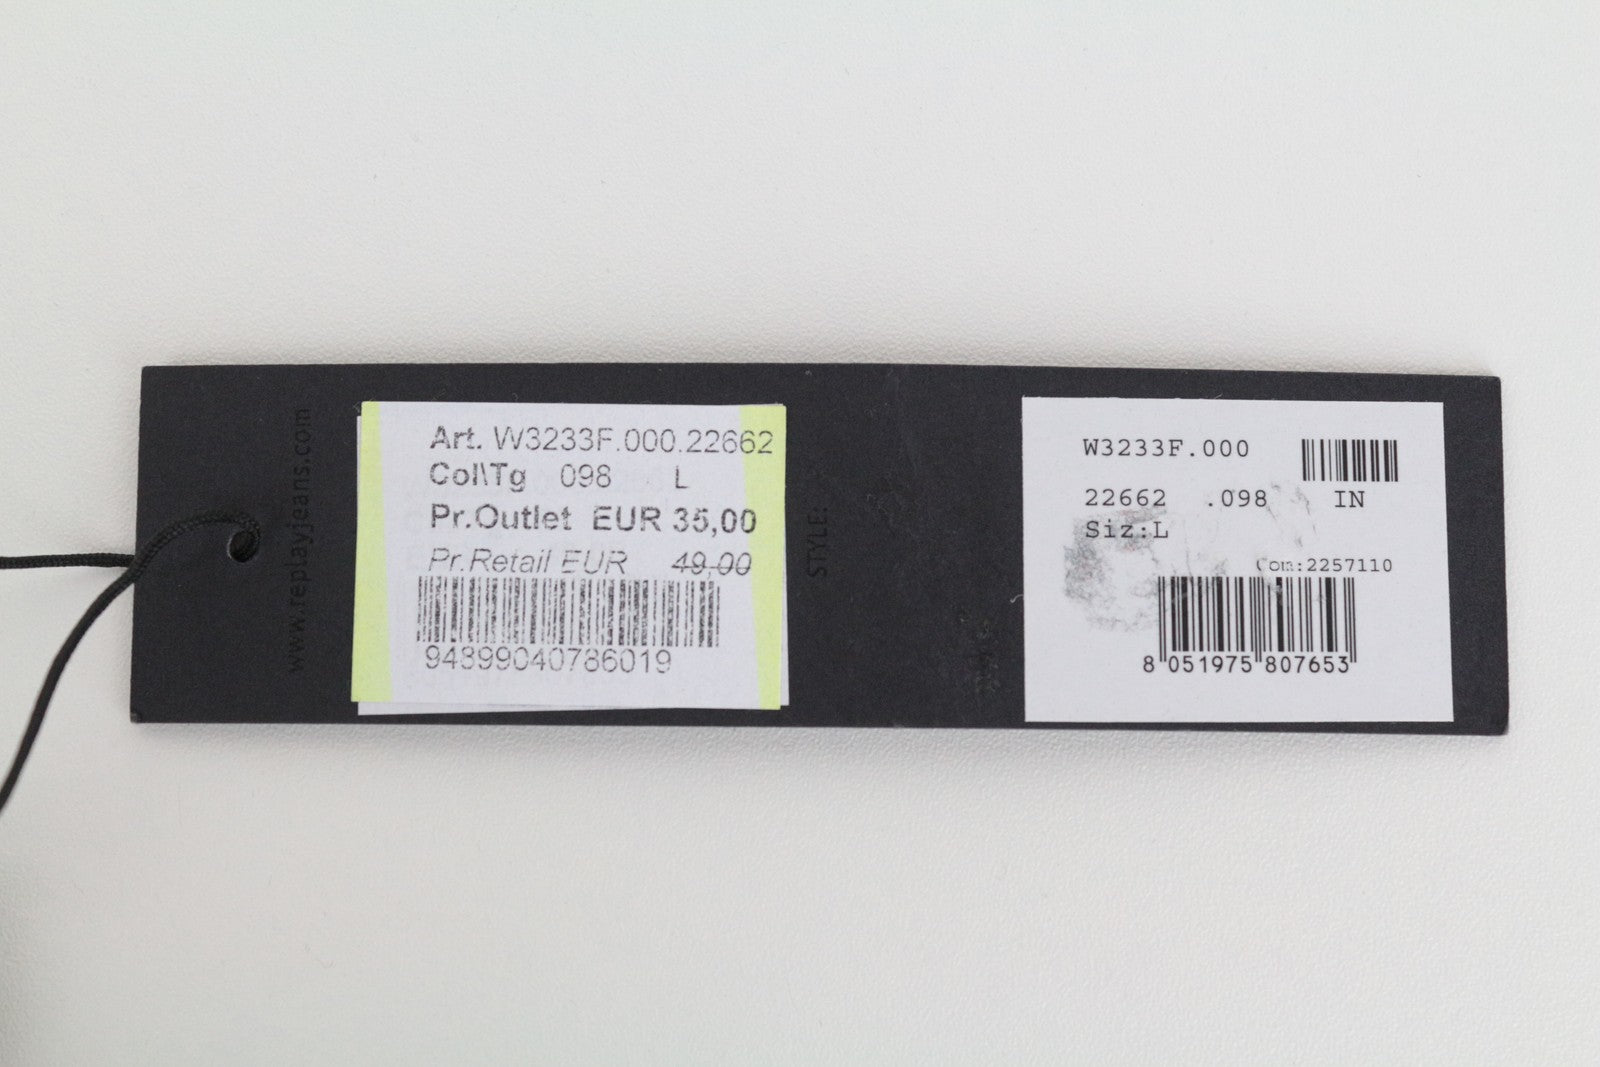 www.replayjeans.com
Art. W3233F.000.22662
Col\Tg 098 L
Pr.Outlet EUR 35,00
Pr.Retail EUR 49,00
94899040786019
STYLE:
W3233F.000
22662 .098 IN
Siz:L
Com:2257110
8 051975 807653